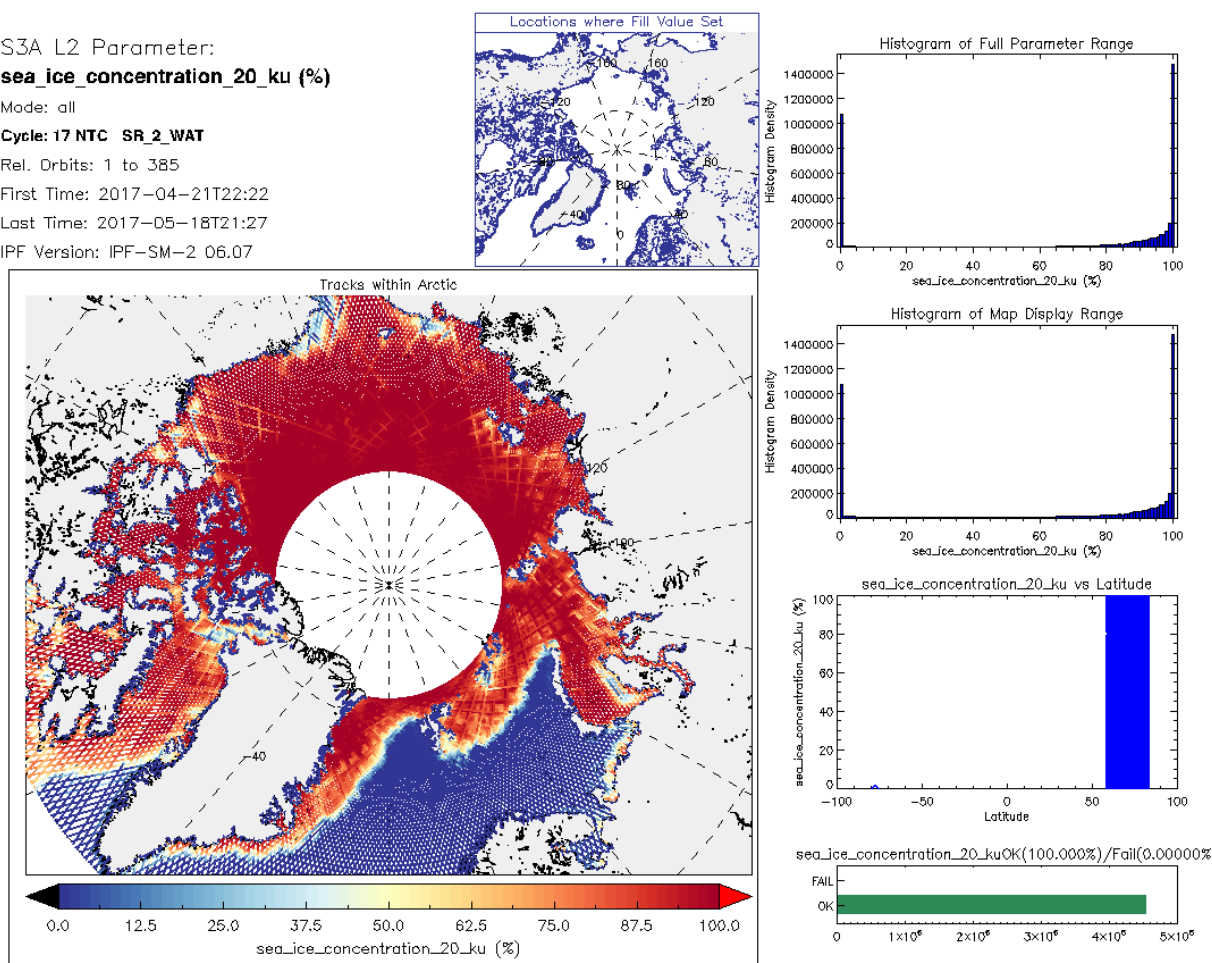 S3A L2 Parameter:
sea_ice_concentration_20_ku (%)
Mode: all
Cycle: 17 NTC SR_2_WAT
Rel. Orbits: 1 to 385
First Time: 2017-04-21T22:22
Last Time: 2017-05-18T21:27
IPF Version: IPF-SM-2 06.07
Locations where Fill Value Set
-160 160
-120 120
80
80
-40 40
0
Tracks within Arctic
120
100
-40
0.0 12.5 25.0 37.5 50.0 62.5 75.0 87.5 100.0
sea_ice_concentration_20_ku (%)
Histogram of Full Parameter Range
Histogram Density
1400000
1200000
1000000
800000
600000
400000
200000
0
0 20 40 60 80 100
sea_ice_concentration_20_ku (%)
Histogram of Map Display Range
Histogram Density
1400000
1200000
1000000
800000
600000
400000
200000
0
0 20 40 60 80 100
sea_ice_concentration_20_ku (%)
sea_ice_concentration_20_ku vs Latitude
sea_ice_concentration_20_ku (%)
100
80
60
40
20
0
-100 -50 0 50 100
Latitude
sea_ice_concentration_20_kuOK(100.000%)/Fail(0.00000%
FAIL
OK
0 1×10⁶ 2×10⁶ 3×10⁶ 4×10⁶ 5×10⁶